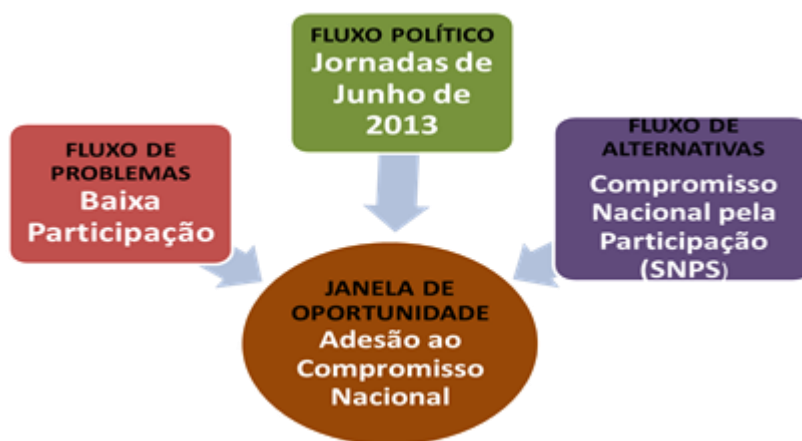 FLUXO POLÍTICO
Jornadas de
Junho de
2013
FLUXO DE
PROBLEMAS
Baixa
Participação
FLUXO DE
ALTERNATIVAS
Compromisso
Nacional pela
Participação
(SNPS)
JANELA DE
OPORTUNIDADE
Adesão ao
Compromisso
Nacional